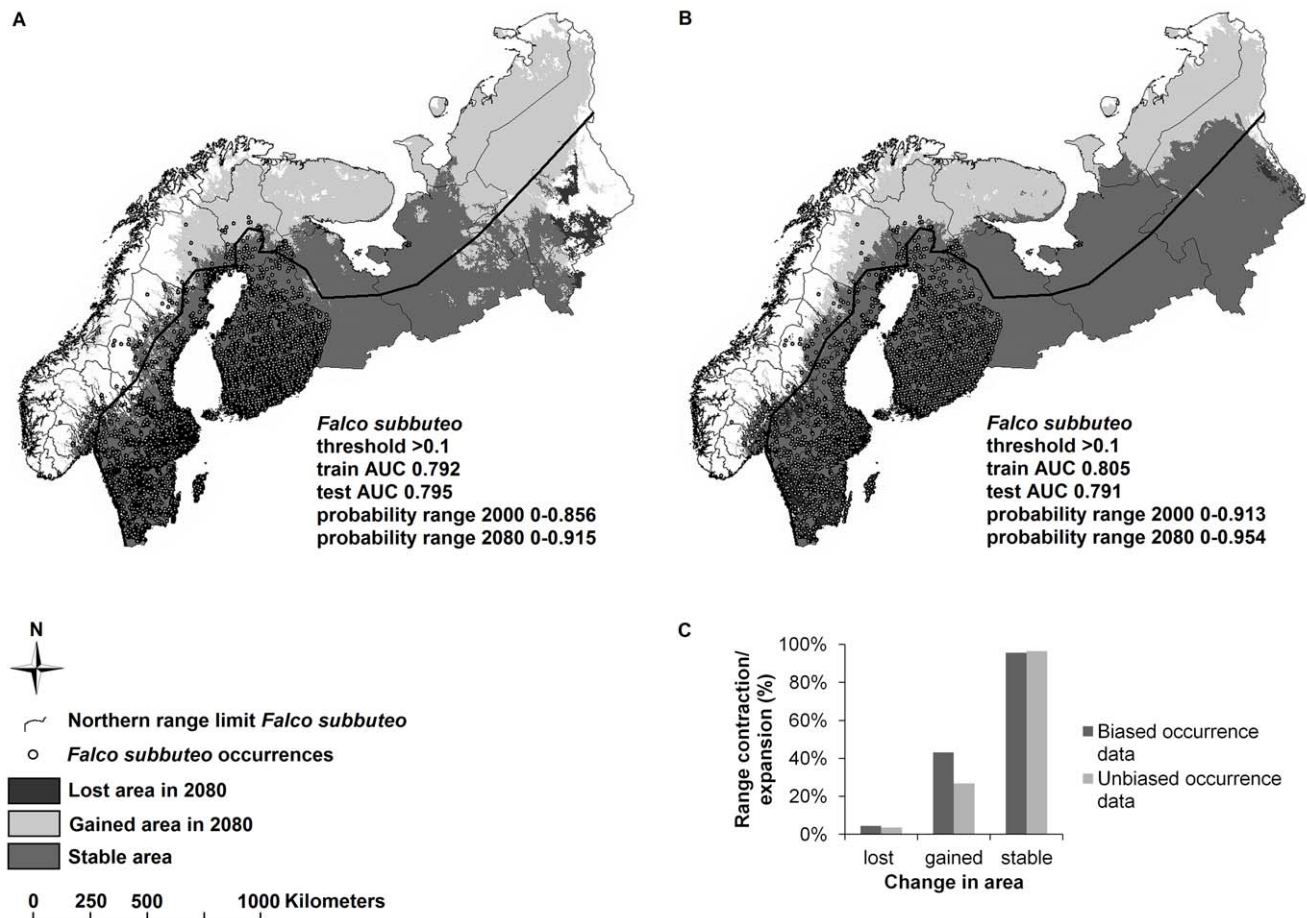 A
B
Falco subbuteo
threshold >0.1
train AUC 0.792
test AUC 0.795
probability range 2000 0-0.856
probability range 2080 0-0.915
Falco subbuteo
threshold >0.1
train AUC 0.805
test AUC 0.791
probability range 2000 0-0.913
probability range 2080 0-0.954
N
Northern range limit Falco subbuteo
Falco subbuteo occurrences
Lost area in 2080
Gained area in 2080
Stable area
0 250 500 1000 Kilometers
C
Range contraction/
expansion (%)
100%
80%
60%
40%
20%
0%
lost gained stable
Change in area
Biased occurrence
data
Unbiased occurrence
data